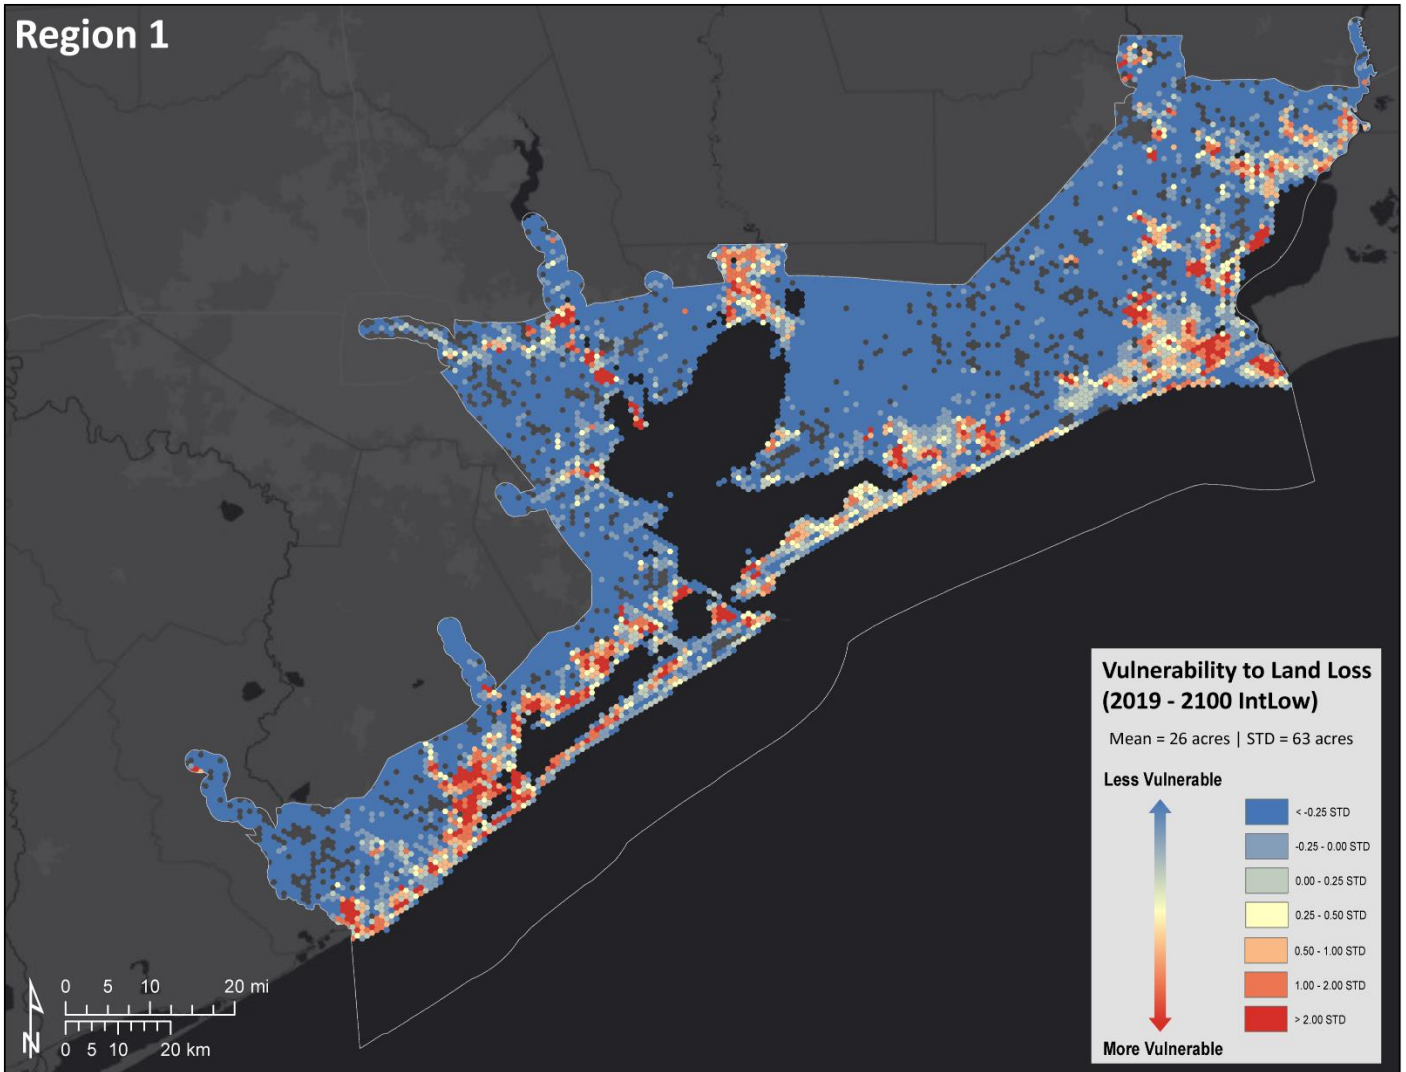 Region 1
Vulnerability to Land Loss
(2019 - 2100 IntLow)
Mean = 26 acres | STD = 63 acres
Less Vulnerable
< -0.25 STD
-0.25 - 0.00 STD
0.00 - 0.25 STD
0.25 - 0.50 STD
0.50 - 1.00 STD
1.00 - 2.00 STD
> 2.00 STD
More Vulnerable
0 5 10 20 mi
0 5 10 20 km
N